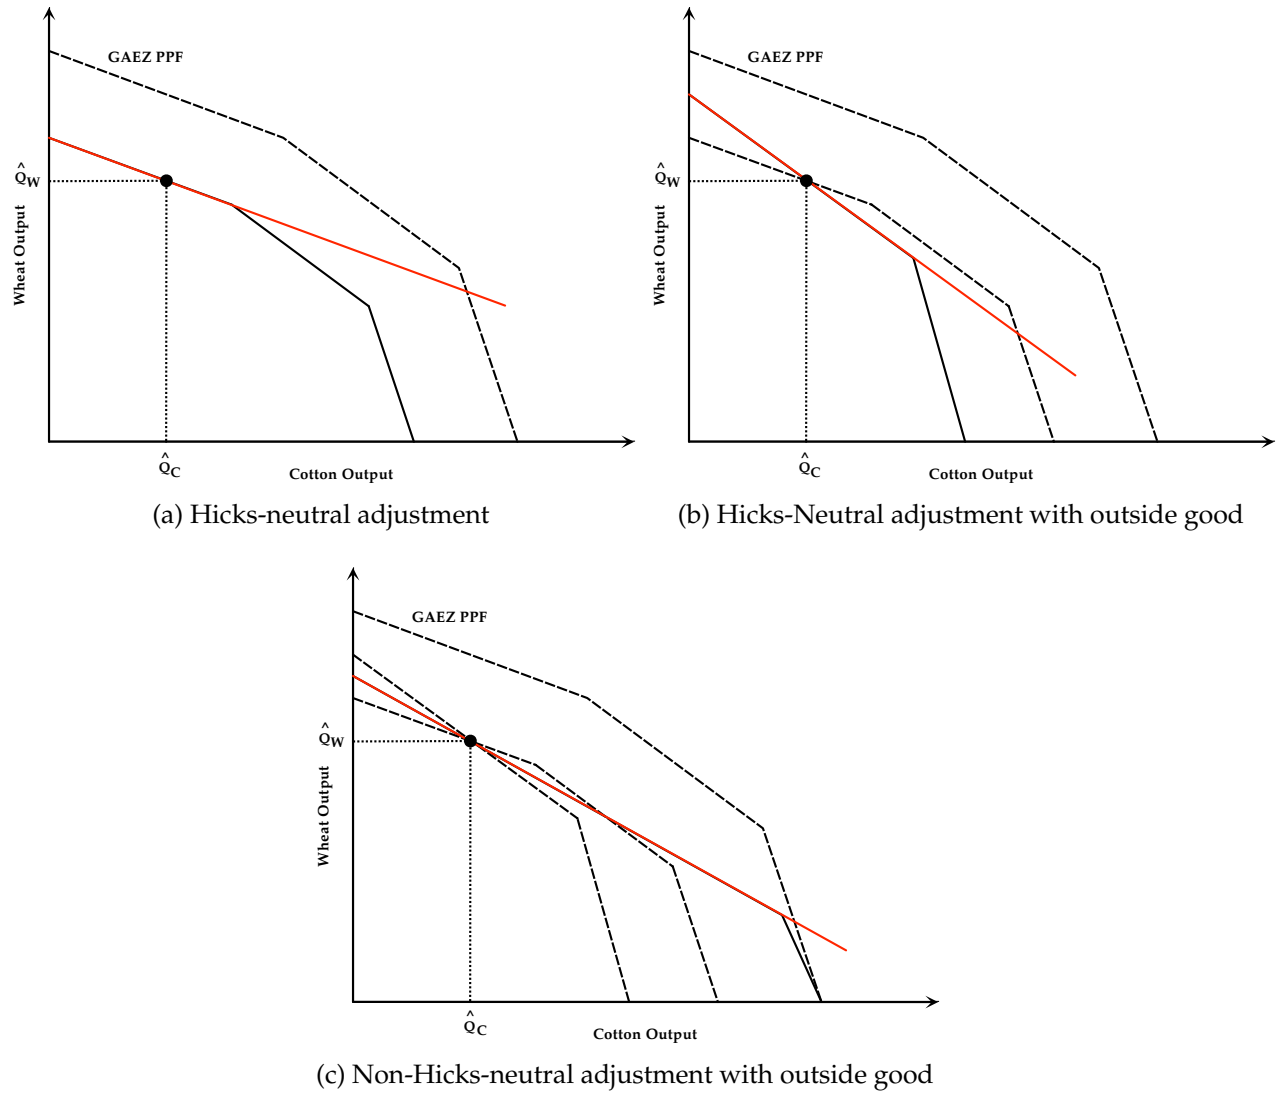 GAEZ PPF
Q̂W
Wheat Output
Q̂C
Cotton Output
(a) Hicks-neutral adjustment
GAEZ PPF
Q̂W
Wheat Output
Q̂C
Cotton Output
(b) Hicks-Neutral adjustment with outside good
GAEZ PPF
Q̂W
Wheat Output
Q̂C
Cotton Output
(c) Non-Hicks-neutral adjustment with outside good